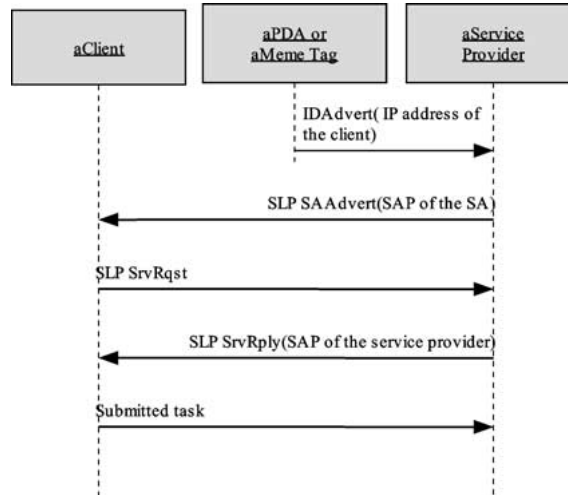 aClient
aPDA or
aMeme Tag
aService
Provider
IDAdvert( IP address of
the client)
SLP SAAdvert(SAP of the SA)
SLP SrvRqst
SLP SrvRply(SAP of the service provider)
Submitted task